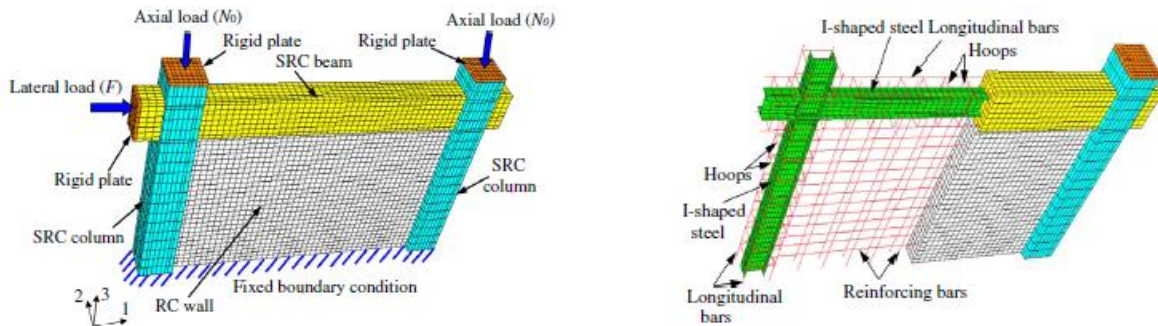 Axial load (N₀)
Axial load (N₀)
Rigid plate
Rigid plate
SRC beam
Lateral load (F)
Rigid plate
SRC column
SRC
column
RC wall
Fixed boundary condition
2
3
1
I-shaped steel
Longitudinal bars
Hoops
Hoops
I-shaped
steel
Longitudinal
bars
Reinforcing bars